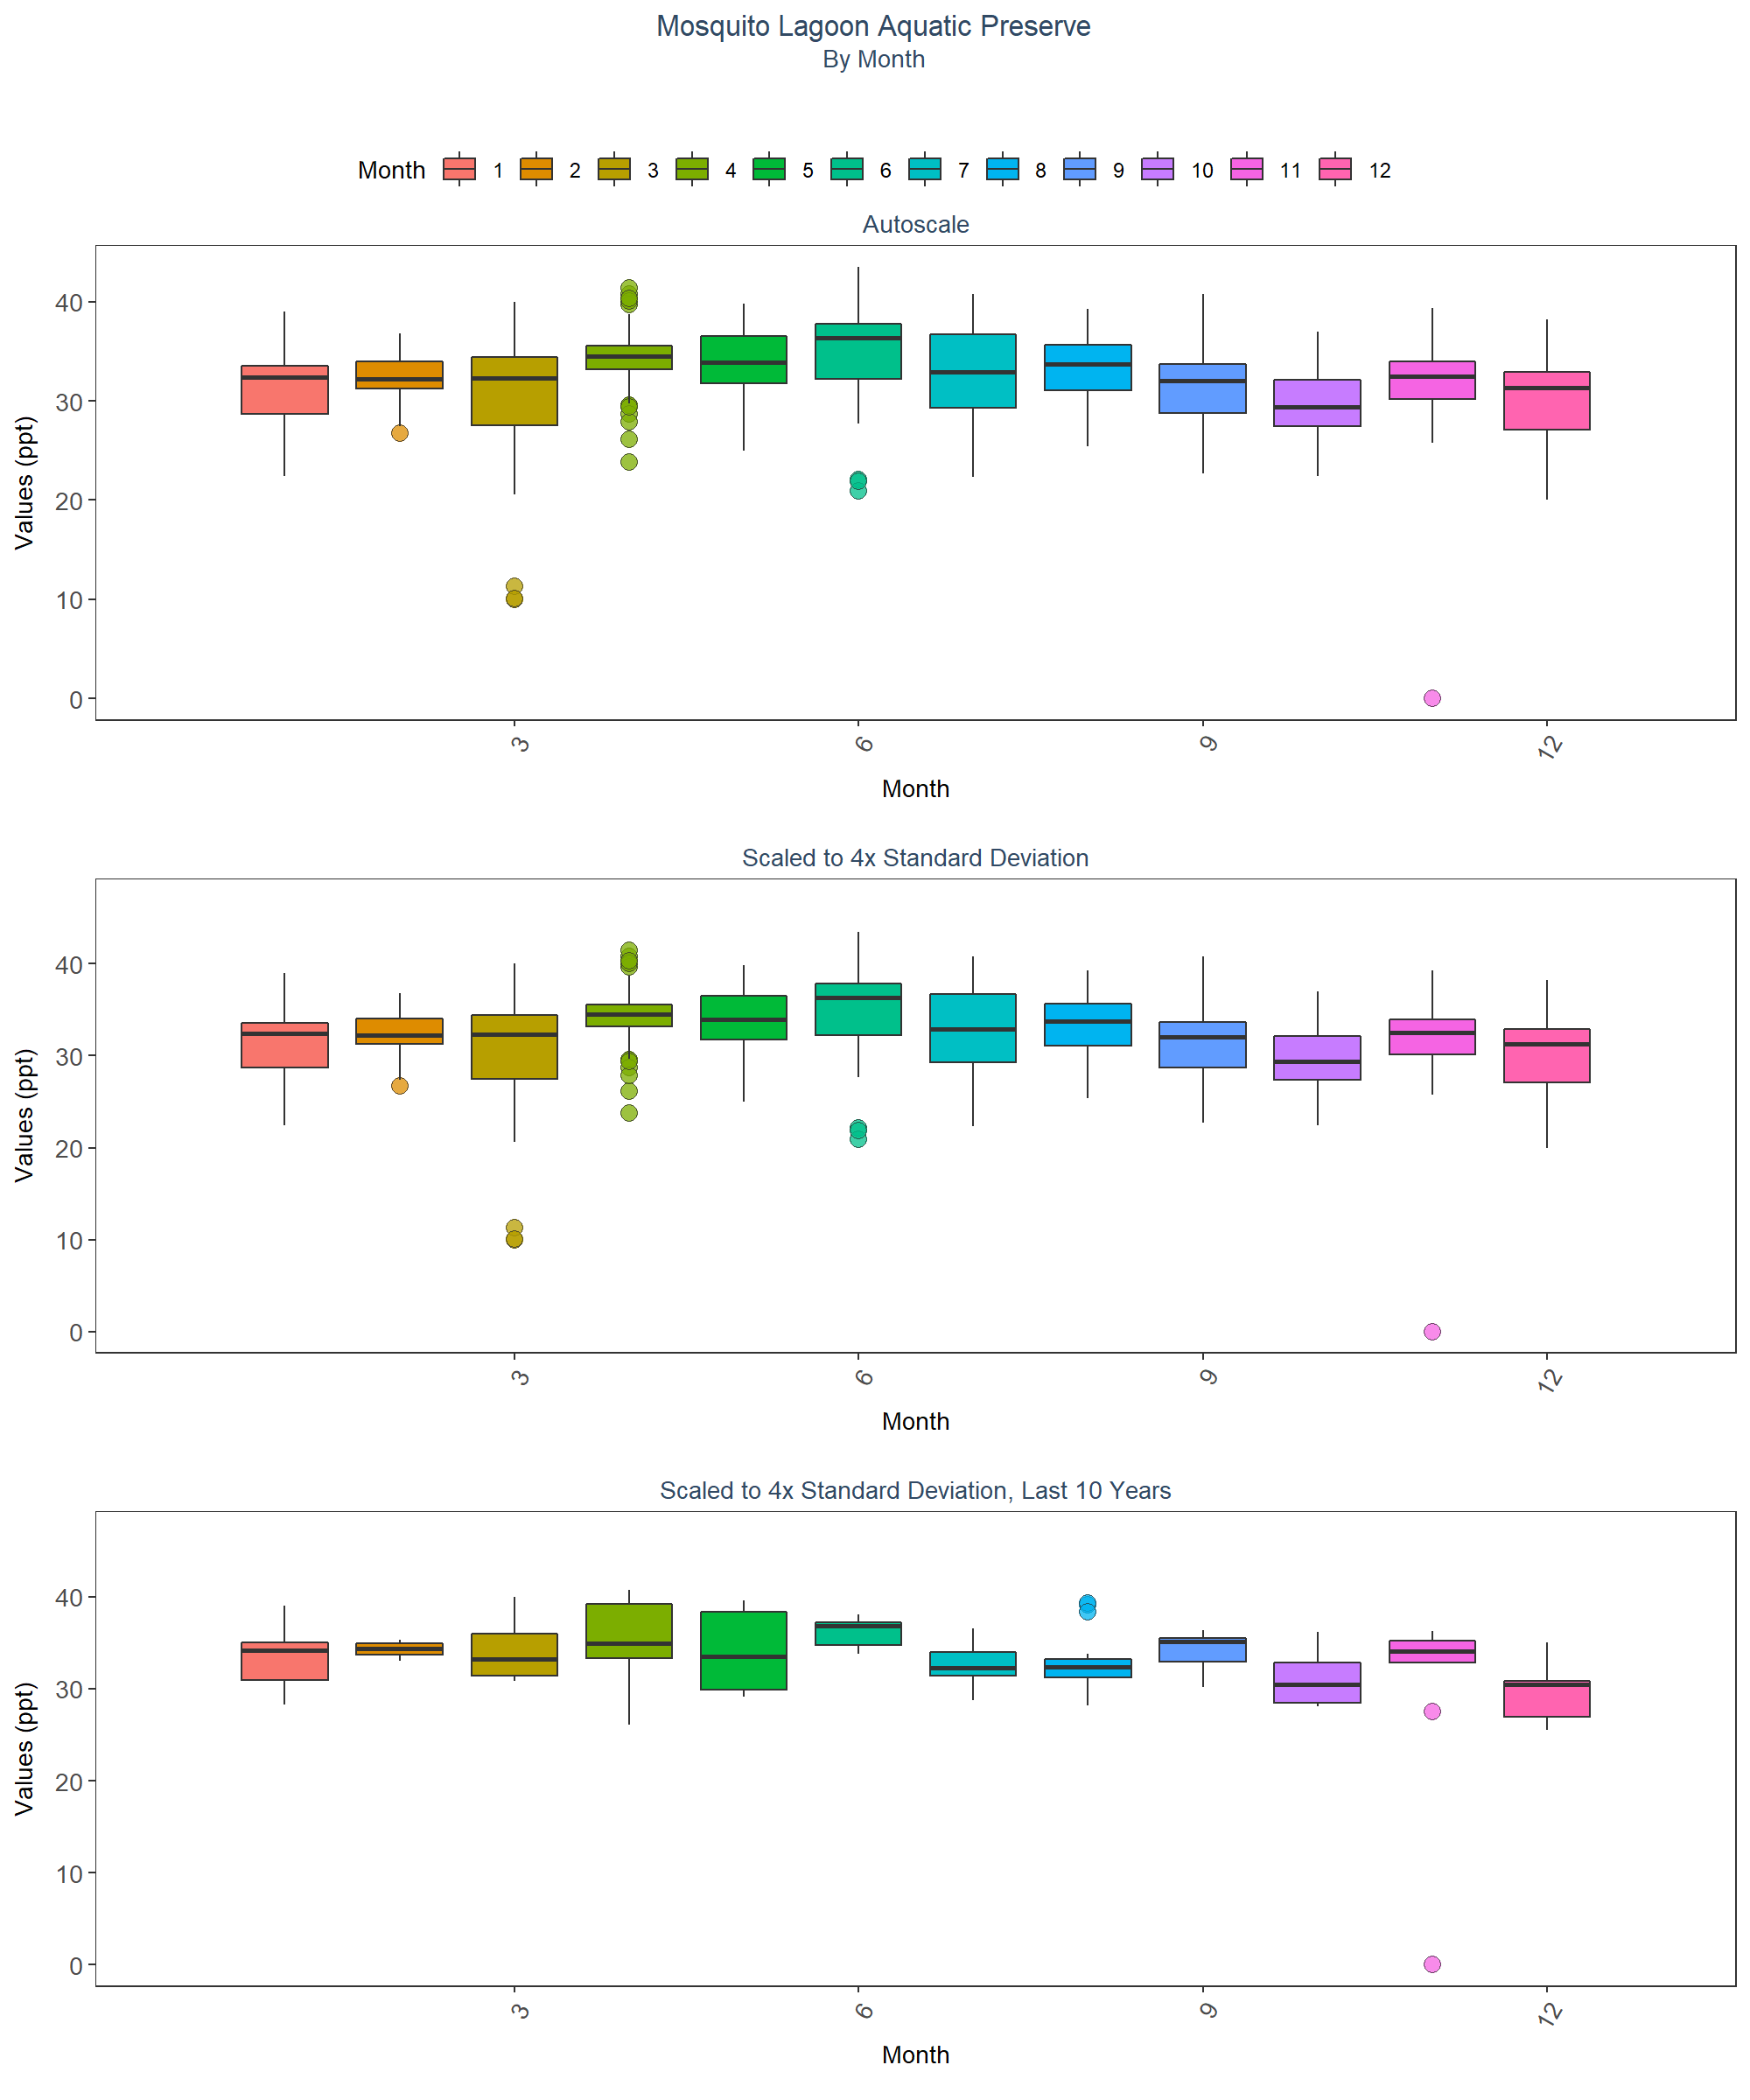 Mosquito Lagoon Aquatic Preserve
By Month
Month 1 2 3 4 5 6 7 8 9 10 11 12
Autoscale
Values (ppt)
40
30
20
10
0
3 6 9 12
Month
Scaled to 4x Standard Deviation
Values (ppt)
40
30
20
10
0
3 6 9 12
Month
Scaled to 4x Standard Deviation, Last 10 Years
Values (ppt)
40
30
20
10
0
3 6 9 12
Month